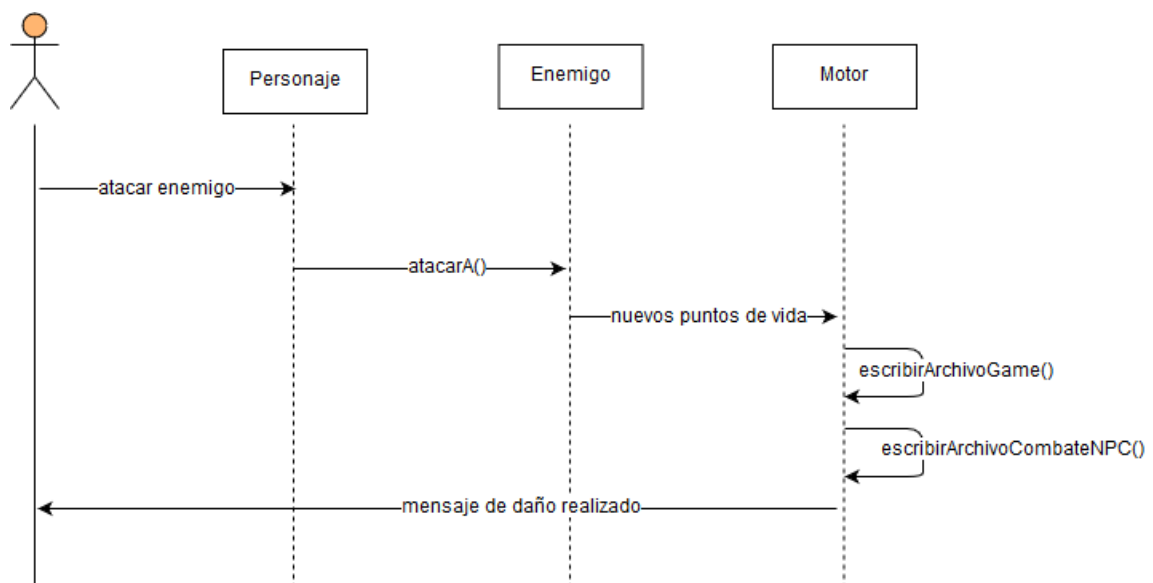 Personaje
Enemigo
Motor
atacar enemigo
atacarA()
nuevos puntos de vida
escribirArchivoGame()
escribirArchivoCombateNPC()
mensaje de daño realizado